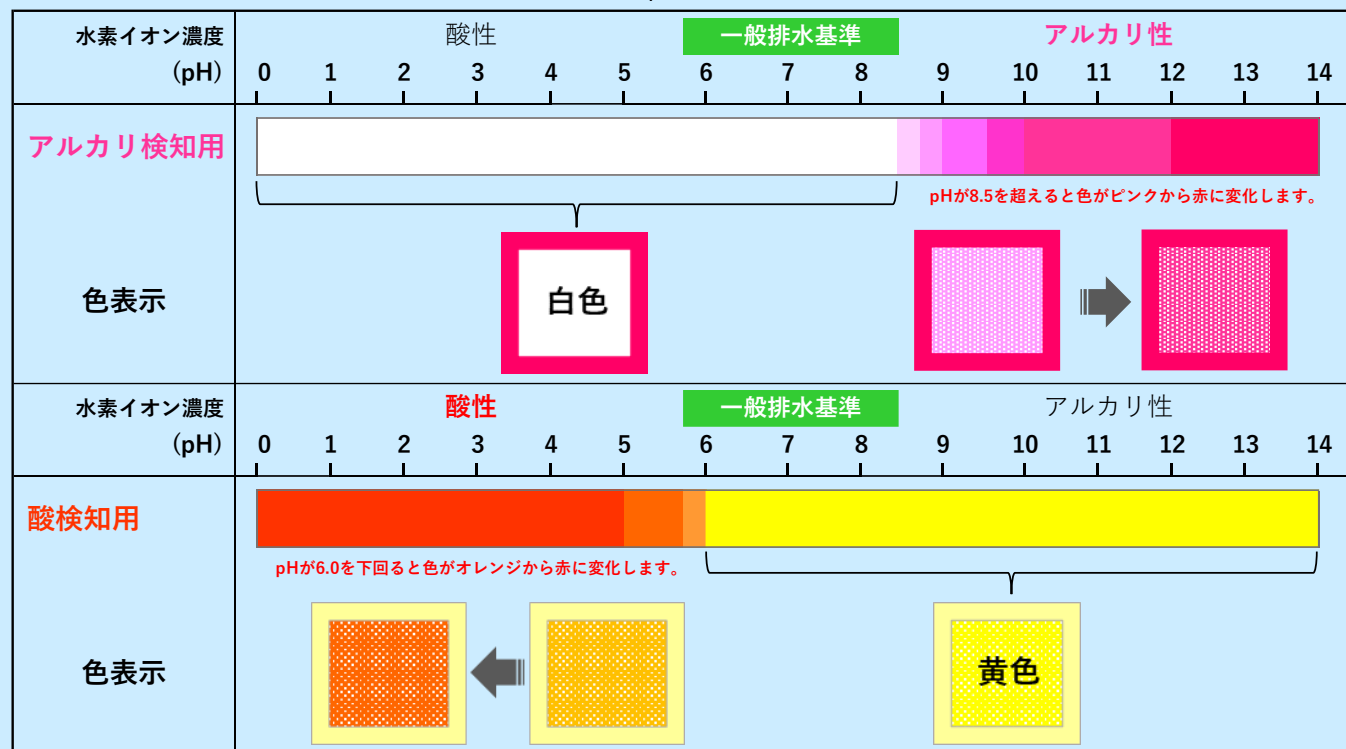 水素イオン濃度 酸性 一般排水基準 アルカリ性
(pH) 0 1 2 3 4 5 6 7 8 9 10 11 12 13 14
アルカリ検知用
pHが8.5を超えると色がピンクから赤に変化します。
色表示 白色
水素イオン濃度 酸性 一般排水基準 アルカリ性
(pH) 0 1 2 3 4 5 6 7 8 9 10 11 12 13 14
酸検知用
pHが6.0を下回ると色がオレンジから赤に変化します。
色表示 黄色